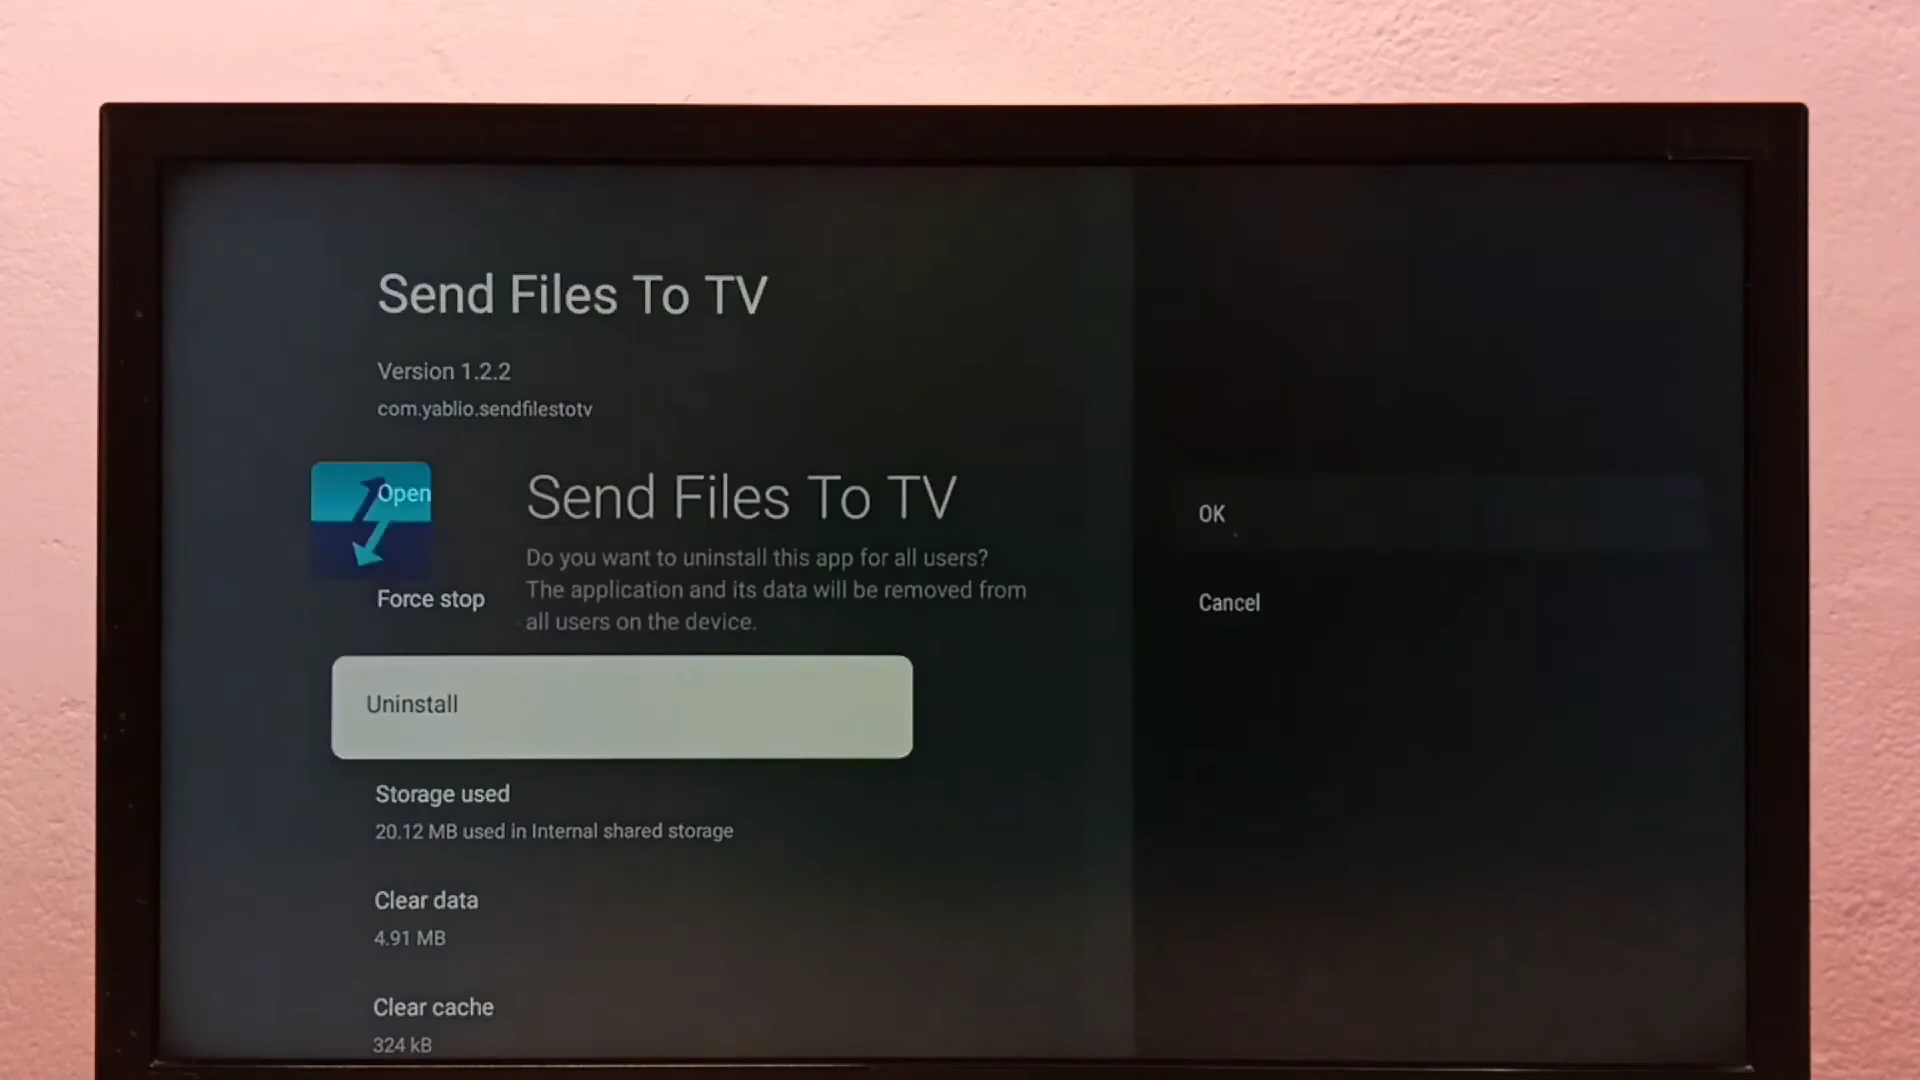 Send Files To TV
Version 1.2.2
com.yablio.sendfilestotv
Open
Send Files To TV
Do you want to uninstall this app for all users?
The application and its data will be removed from
all users on the device.
Force stop
Uninstall
Storage used
20.12 MB used in Internal shared storage
Clear data
4.91 MB
Clear cache
324 kB
OK
Cancel